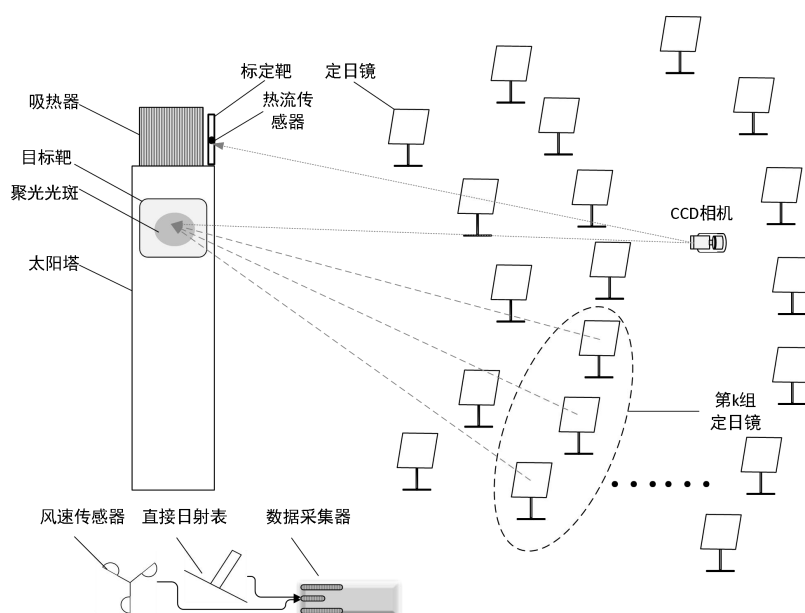 标定靶
定日镜
吸热器
热流传
感器
目标靶
聚光光斑
CCD相机
太阳塔
第k组
定日镜
风速传感器
直接日射表
数据采集器